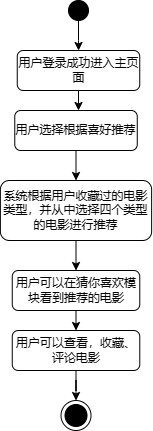 用户登录成功进入主页
面
用户选择根据喜好推荐
系统根据用户收藏过的电影
类型，并从中选择四个类型
的电影进行推荐
用户可以在猜你喜欢模
块看到推荐的电影
用户可以查看，收藏、
评论电影